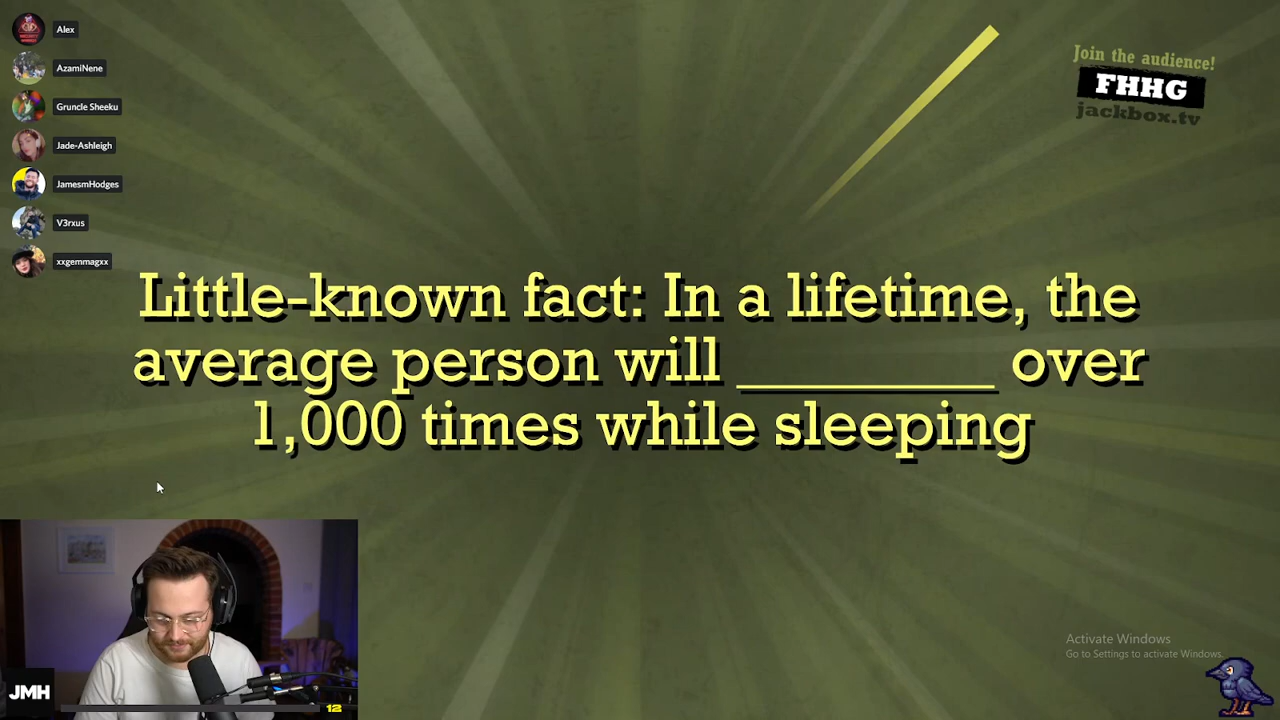 Alex
AzamiNene
Gruncle Sheeku
Jade-Ashleigh
JamesmHodges
V3rxus
xxgemmagxx
Join the audience!
FHHG
jackbox.tv
Little-known fact: In a lifetime, the
average person will _________ over
1,000 times while sleeping
Activate Windows
Go to Settings to activate Windows.
JMH
12